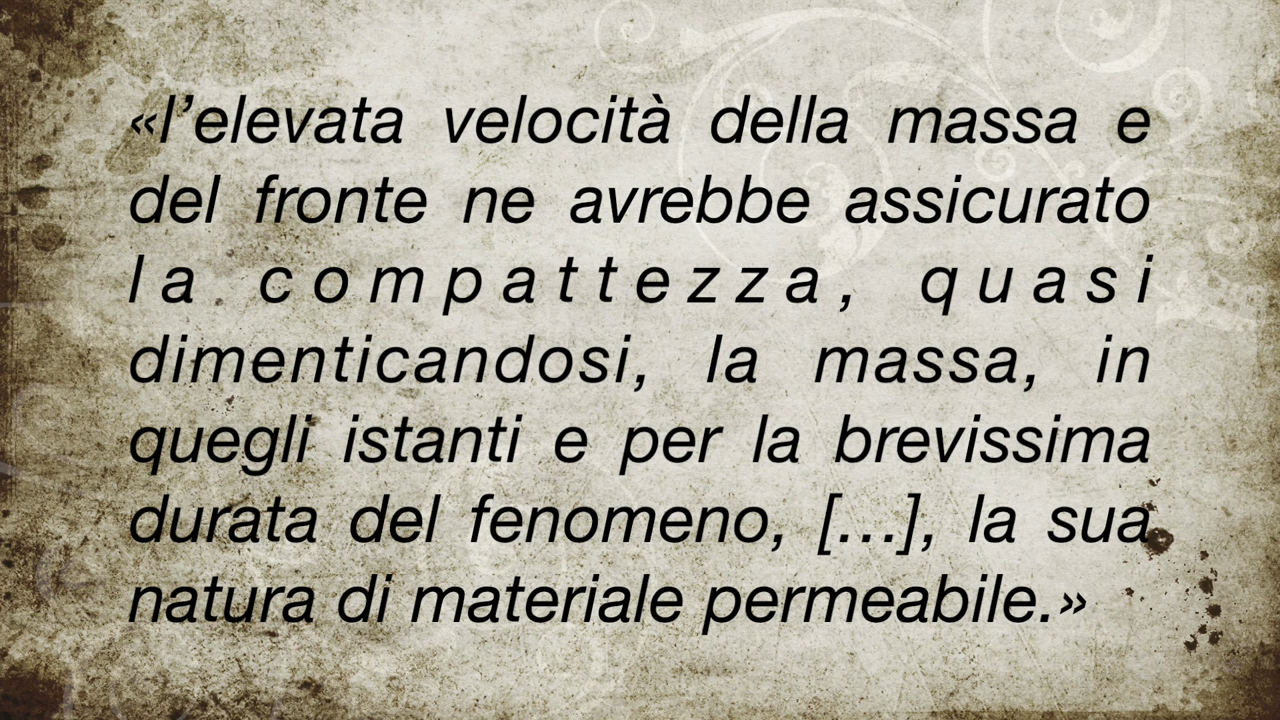 «l’elevata velocità della massa e
del fronte ne avrebbe assicurato
la compattezza, quasi
dimenticandosi, la massa, in
quegli istanti e per la brevissima
durata del fenomeno, […], la sua
natura di materiale permeabile.»